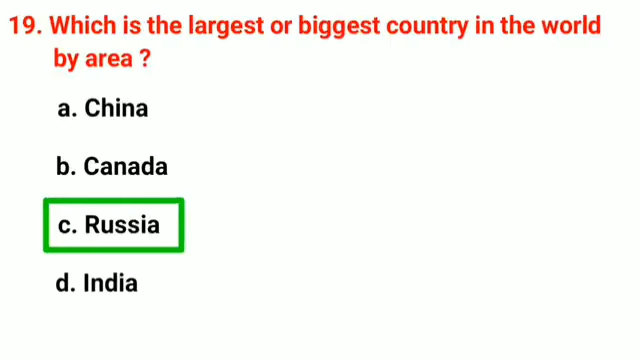 19. Which is the largest or biggest country in the world
by area ?
a. China
b. Canada
c. Russia
d. India